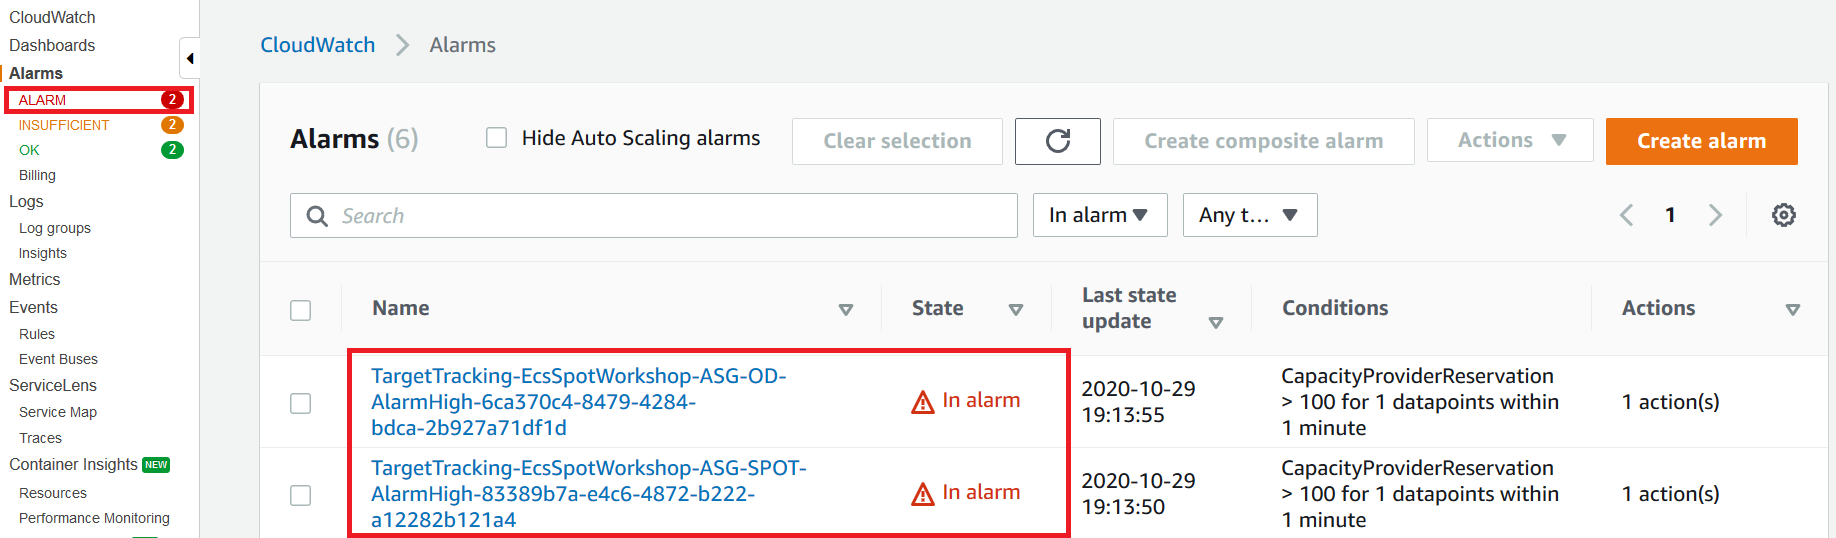 CloudWatch
Dashboards
Alarms
ALARM 2
INSUFFICIENT 2
OK 2
Billing
Logs
Log groups
Insights
Metrics
Events
Rules
Event Buses
ServiceLens
Service Map
Traces
Container Insights NEW
Resources
Performance Monitoring
CloudWatch > Alarms
Alarms (6)
Hide Auto Scaling alarms
Clear selection
Create composite alarm
Actions
Create alarm
Search
In alarm
Any t...
1
Name
State
Last state
update
Conditions
Actions
TargetTracking-EcsSpotWorkshop-ASG-OD-
AlarmHigh-6ca370c4-8479-4284-
bdca-2b927a71df1d
In alarm
2020-10-29
19:13:55
CapacityProviderReservation
> 100 for 1 datapoints within
1 minute
1 action(s)
TargetTracking-EcsSpotWorkshop-ASG-SPOT-
AlarmHigh-83389b7a-e4c6-4872-b222-
a12282b121a4
In alarm
2020-10-29
19:13:50
CapacityProviderReservation
> 100 for 1 datapoints within
1 minute
1 action(s)